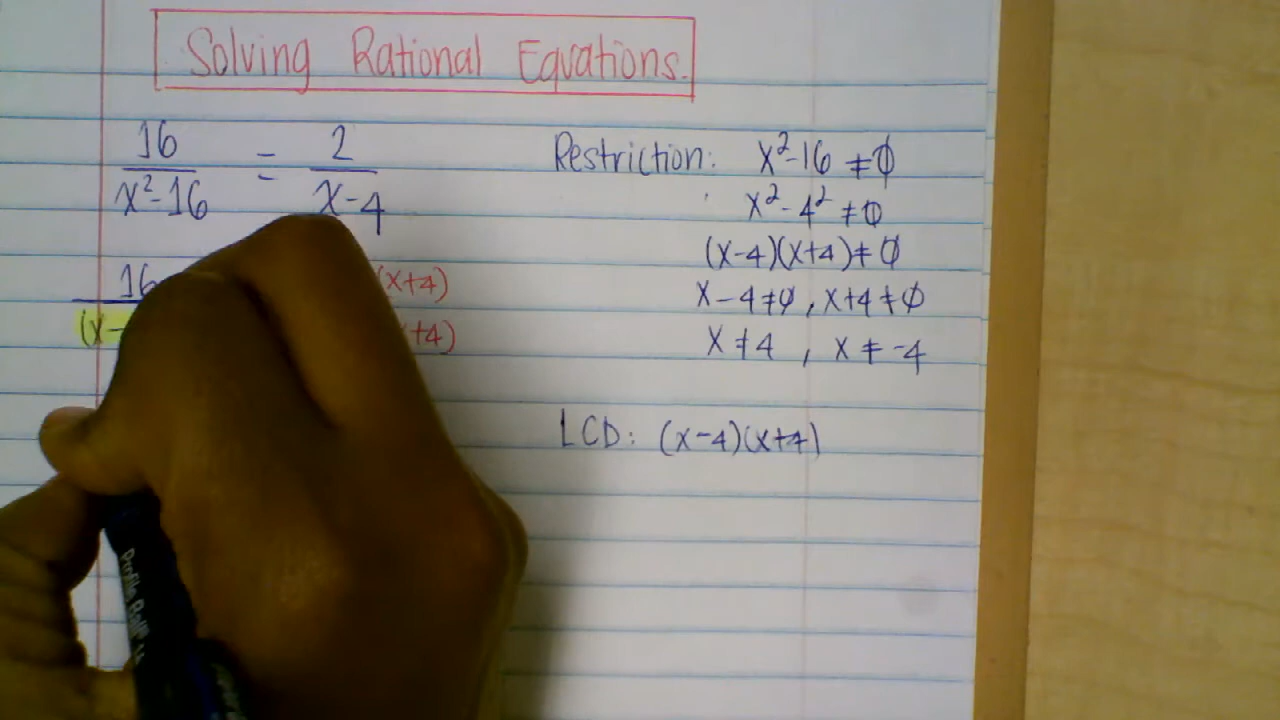 Solving Rational Equations.
16 / x²-16 = 2 / x-4
16 (x+4)
(x- +4)
Restriction: x²-16 ≠ 0
x² - 4² ≠ 0
(x-4)(x+4) ≠ 0
x-4 ≠ 0 , x+4 ≠ 0
x ≠ 4 , x ≠ -4
LCD: (x-4)(x+4)